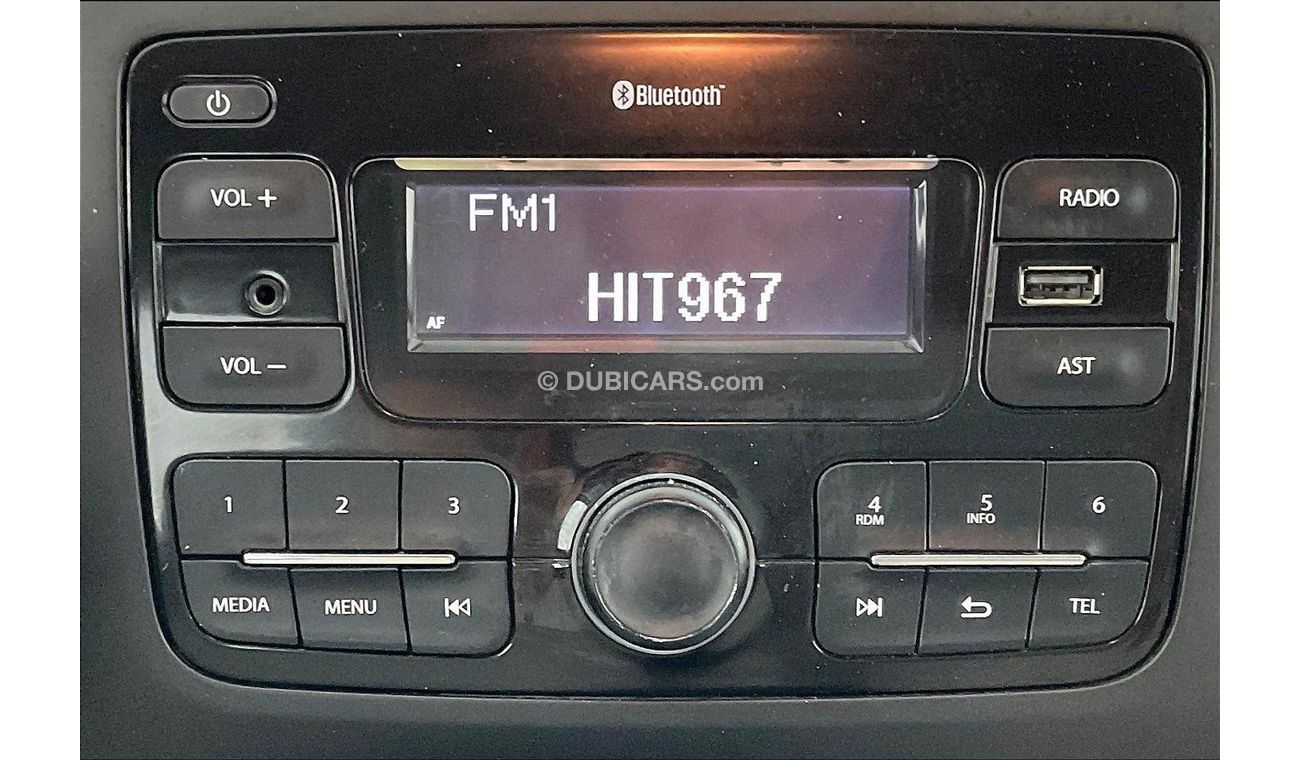 Bluetooth
VOL +
FM1
RADIO
HIT967
AF
VOL −
AST
© DUBICARS.com
1
2
3
4
RDM
5
INFO
6
MEDIA
MENU
TEL